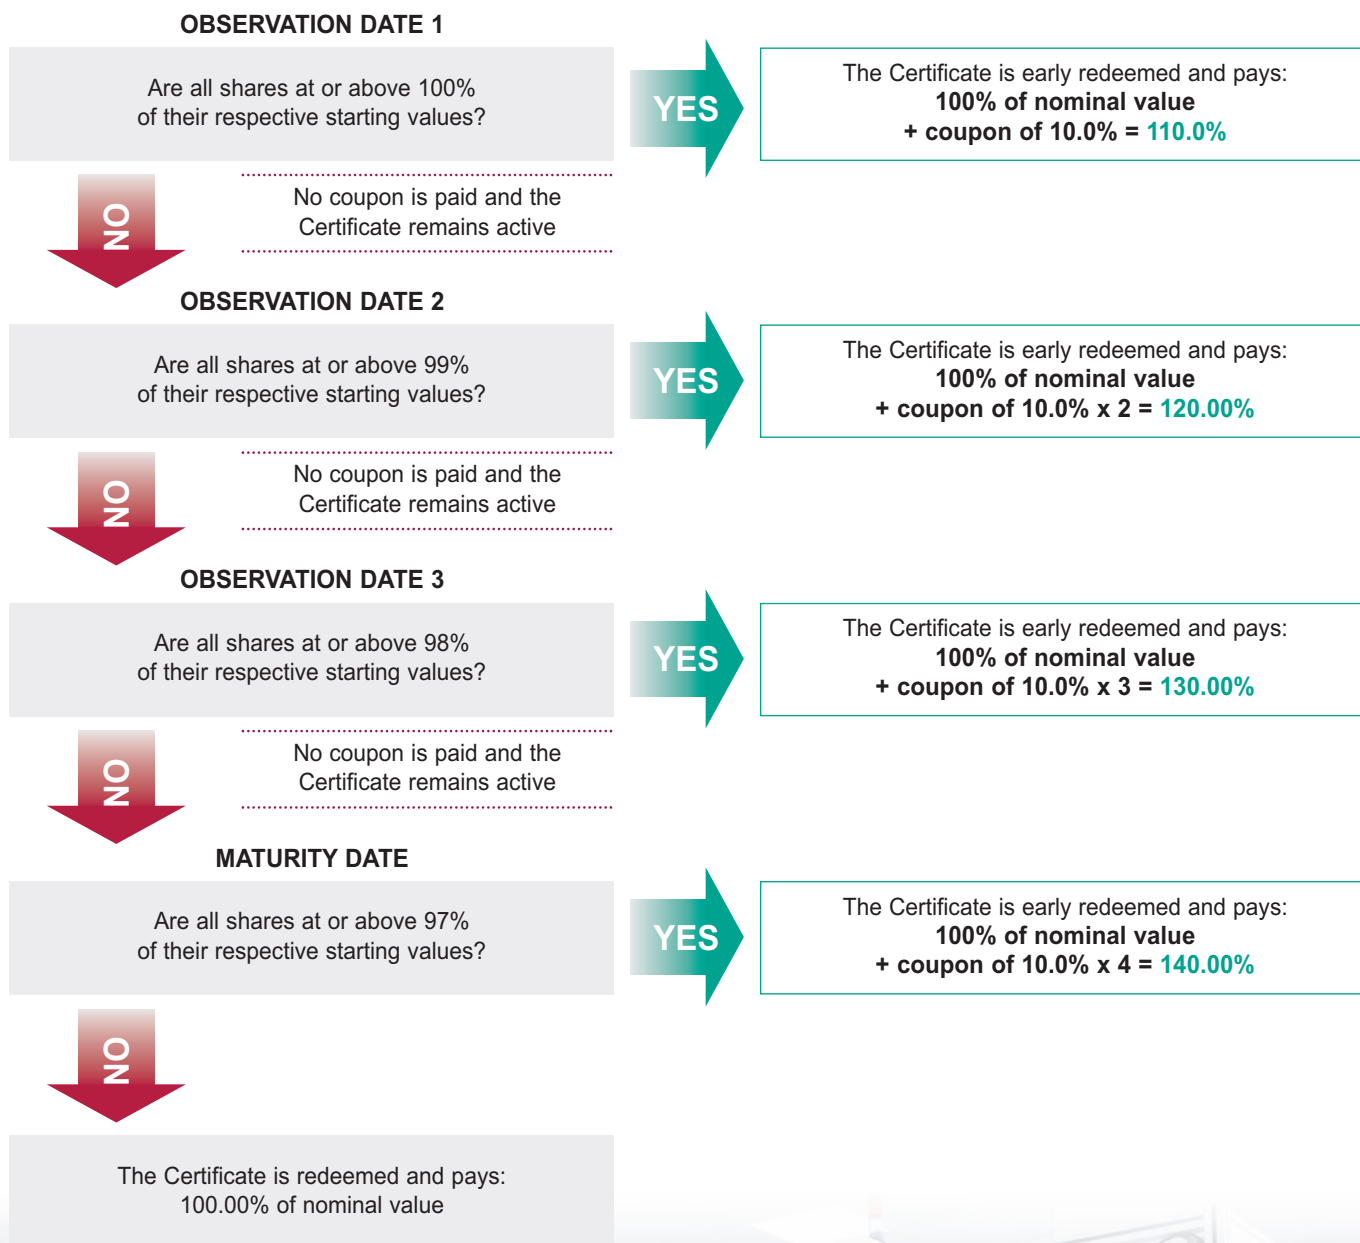 OBSERVATION DATE 1
Are all shares at or above 100%
of their respective starting values?
YES
The Certificate is early redeemed and pays:
100% of nominal value
+ coupon of 10.0% = 110.0%
NO
No coupon is paid and the
Certificate remains active
OBSERVATION DATE 2
Are all shares at or above 99%
of their respective starting values?
YES
The Certificate is early redeemed and pays:
100% of nominal value
+ coupon of 10.0% x 2 = 120.00%
NO
No coupon is paid and the
Certificate remains active
OBSERVATION DATE 3
Are all shares at or above 98%
of their respective starting values?
YES
The Certificate is early redeemed and pays:
100% of nominal value
+ coupon of 10.0% x 3 = 130.00%
NO
No coupon is paid and the
Certificate remains active
MATURITY DATE
Are all shares at or above 97%
of their respective starting values?
YES
The Certificate is early redeemed and pays:
100% of nominal value
+ coupon of 10.0% x 4 = 140.00%
NO
The Certificate is redeemed and pays:
100.00% of nominal value